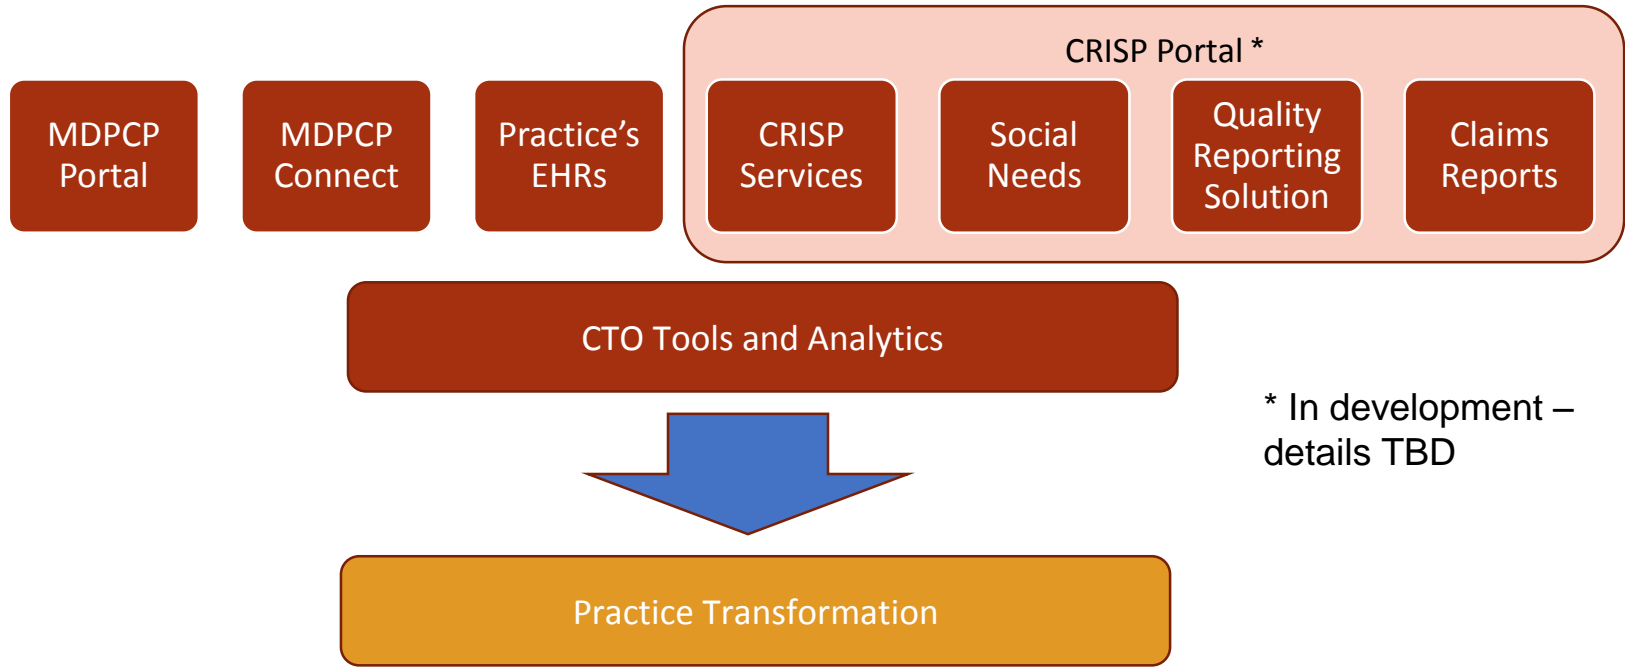 CRISP Portal *
MDPCP
Portal
MDPCP
Connect
Practice’s
EHRs
CRISP
Services
Social
Needs
Quality
Reporting
Solution
Claims
Reports
CTO Tools and Analytics
* In development –
details TBD
Practice Transformation